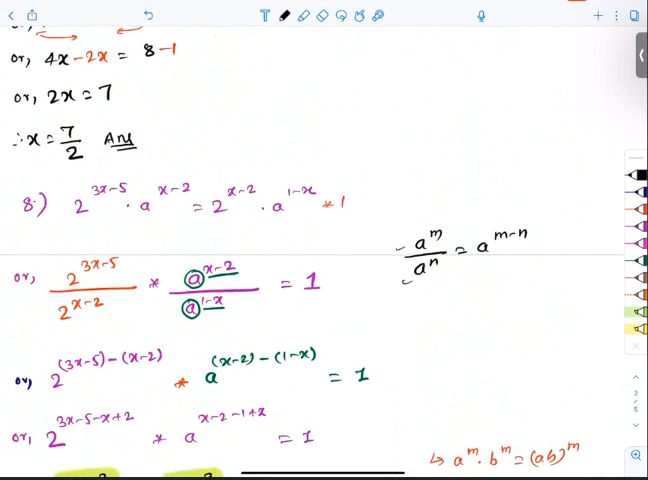 or, 4x-2x = 8-1
or, 2x = 7
∴x = 7/2 Ans
8.) 2^(3x-5) · a^(x-2) = 2^(x-2) · a^(1-x) * 1
a^m/a^n = a^(m-n)
or, 2^(3x-5)/2^(x-2) * a^(x-2)/a^(1-x) = 1
or, 2^((3x-5)-(x-2)) * a^((x-2)-(1-x)) = 1
or, 2^(3x-5-x+2) * a^(x-2-1+x) = 1
↳ a^m · b^m = (ab)^m